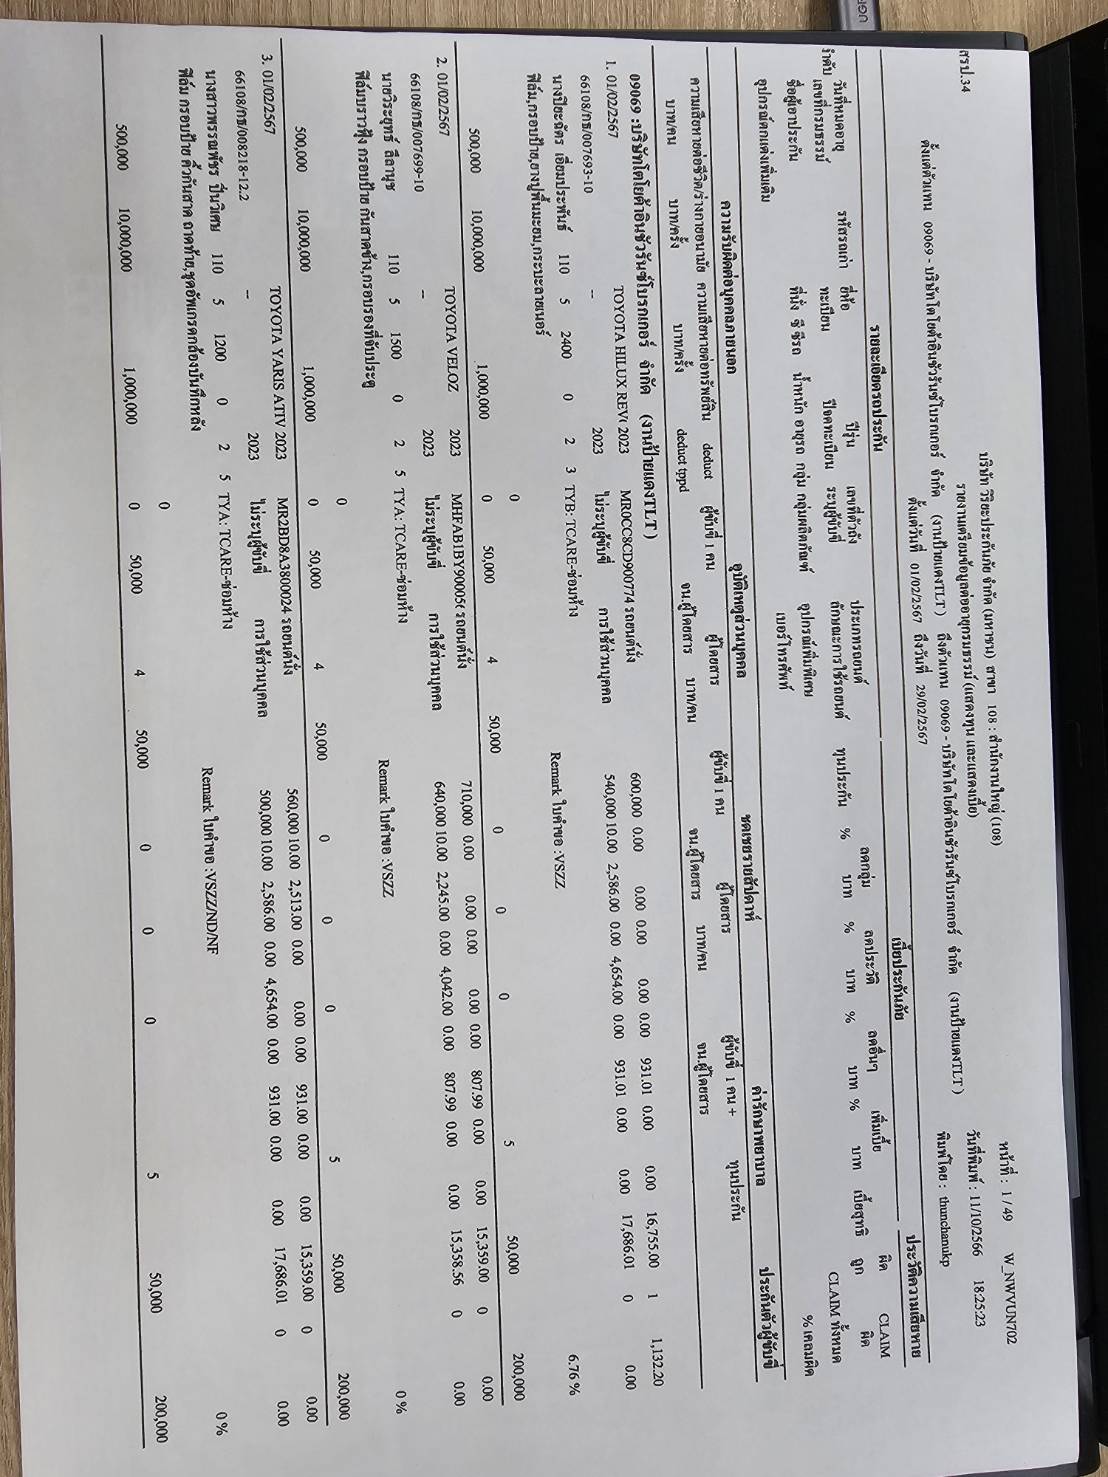 สรป.34
บริษัท วิริยะประกันภัย จำกัด (มหาชน) สาขา 108 : สำนักงานใหญ่ (108)
หน้าที่ : 1 / 49 W_NWVUN702
รายงานเตรียมข้อมูลต่ออายุกรมธรรม์ (แสดงทุน และแสดงเบี้ย)
วันที่พิมพ์ : 11/10/2566 18:25:23
ตั้งแต่ตัวแทน 09069 - บริษัทโตโยต้าอินชัวรันซ์โบรกเกอร์ จำกัด (งานป้ายแดงTLT ) ถึงตัวแทน 09069 - บริษัทโตโยต้าอินชัวรันซ์โบรกเกอร์ จำกัด (งานป้ายแดงTLT )
พิมพ์โดย : thunchanukp
ตั้งแต่วันที่ 01/02/2567 ถึงวันที่ 29/02/2567
รายละเอียดรถประกัน เบี้ยประกันภัย ประวัติความเสียหาย
ลำดับ วันที่หมดอายุ รหัสรถเก่า ยี่ห้อ ปีรุ่น เลขที่ตัวถัง ประเภทรถยนต์ ทุนประกัน ลดกลุ่ม ลดประวัติ ลดอื่นๆ เพิ่มเบี้ย เบี้ยสุทธิ ผิด CLAIM
เลขที่กรมธรรม์ ทะเบียน ปีจดทะเบียน ระบุผู้ขับขี่ ลักษณะการใช้รถยนต์ % บาท % บาท % บาท % บาท ถูก ผิด
CLAIM ทั้งหมด
ชื่อผู้เอาประกัน ที่นั่ง ซี ซีรถ น้ำหนัก อายุรถ กลุ่ม กลุ่มผลิตภัณฑ์ อุปกรณ์เพิ่มพิเศษ % เคลมผิด
อุปกรณ์ตกแต่งเพิ่มเติม เบอร์โทรศัพท์
ความรับผิดต่อบุคคลภายนอก อุบัติเหตุส่วนบุคคล ชดเชยรายสัปดาห์ ค่ารักษาพยาบาล ประกันตัวผู้ขับขี่
ความเสียหายต่อชีวิต/ร่างกายอนามัย ความเสียหายต่อทรัพย์สิน deduct ผู้ขับขี่ 1 คน ผู้โดยสาร ผู้ขับขี่ 1 คน ผู้โดยสาร ผู้ขับขี่ 1 คน + ทุนประกัน
บาท/คน บาท/ครั้ง บาท/ครั้ง deduct tppd จน.ผู้โดยสาร บาท/คน จน.ผู้โดยสาร บาท/คน จน.ผู้โดยสาร
09069 :บริษัทโตโยต้าอินชัวรันซ์โบรกเกอร์ จำกัด (งานป้ายแดงTLT )
1. 01/02/2567 TOYOTA HILUX REV( 2023 MR0CC8CD900774 รถยนต์นั่ง 600,000 0.00 0.00 0.00 0.00 0.00 931.01 0.00 0.00 16,755.00 1 1,132.20
66108/กธ/007693-10 -- 2023 ไม่ระบุผู้ขับขี่ การใช้ส่วนบุคคล 540,000 10.00 2,586.00 0.00 4,654.00 0.00 931.01 0.00 0.00 17,686.01 0 0.00
นางปิยะฉัตร เอี่ยมประพันธ์ 110 5 2400 0 2 3 TYB: TCARE-ซ่อมห้าง Remark ใบคำขอ :VSZZ 6.76 %
ฟิล์ม,กรอบป้าย,ยางปูพื้นมะยม,กระบะลายเนอร์
0
500,000 10,000,000 1,000,000 0 50,000 4 50,000 0 0 0 5 50,000 200,000
2. 01/02/2567 TOYOTA VELOZ 2023 MHFAB1BY90005( รถยนต์นั่ง 710,000 0.00 0.00 0.00 0.00 0.00 807.99 0.00 0.00 15,359.00 0 0.00
66108/กธ/007699-10 -- 2023 ไม่ระบุผู้ขับขี่ การใช้ส่วนบุคคล 640,000 10.00 2,245.00 0.00 4,042.00 0.00 807.99 0.00 0.00 15,358.56 0 0.00
นายวิระยุทธ์ ลีลานุช 110 5 1500 0 2 5 TYA: TCARE-ซ่อมห้าง Remark ใบคำขอ :VSZZ 0 %
ฟิล์มบราวฟุ้ง กรอบป้าย กันสาดข้าง,กรอบรองที่จับประตู
0
500,000 10,000,000 1,000,000 0 50,000 4 50,000 0 0 0 5 50,000 200,000
3. 01/02/2567 TOYOTA YARIS ATIV 2023 MR2BD8A3800024 รถยนต์นั่ง 560,000 10.00 2,513.00 0.00 0.00 0.00 931.00 0.00 0.00 15,359.00 0 0.00
66108/กธ/008218-12.2 -- 2023 ไม่ระบุผู้ขับขี่ การใช้ส่วนบุคคล 500,000 10.00 2,586.00 0.00 4,654.00 0.00 931.00 0.00 0.00 17,686.01 0 0.00
นางสาวพรรณพัชร ปิ่นวิเศษ 110 5 1200 0 2 5 TYA: TCARE-ซ่อมห้าง Remark ใบคำขอ :VSZZ/ND/NF 0 %
ฟิล์ม กรอบป้าย คิ้วกันสาด ถาดท้าย,ชุดอัพเกรดกล้องบันทึกหลัง
0
500,000 10,000,000 1,000,000 0 50,000 4 50,000 0 0 0 5 50,000 200,000